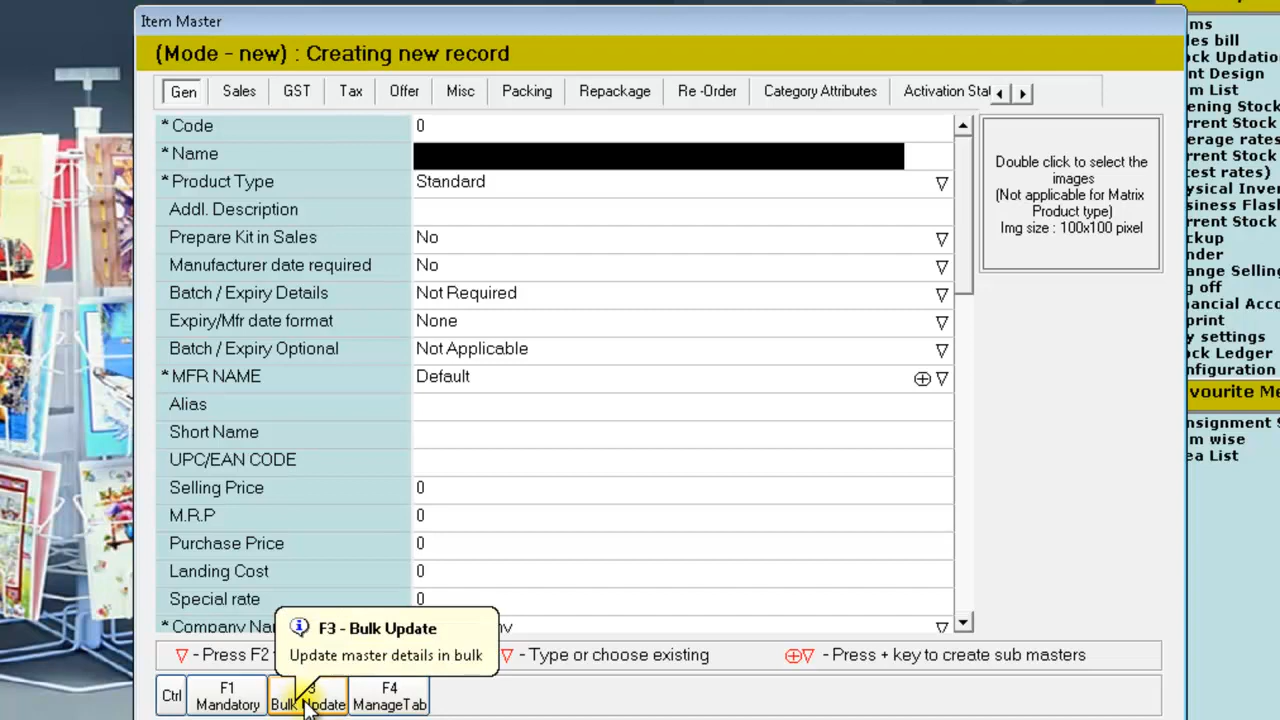 Item Master
(Mode - new) : Creating new record
Gen Sales GST Tax Offer Misc Packing Repackage Re -Order Category Attributes Activation Stat
* Code 0
* Name
* Product Type Standard
Addl. Description
Prepare Kit in Sales No
Manufacturer date required No
Batch / Expiry Details Not Required
Expiry/Mfr date format None
Batch / Expiry Optional Not Applicable
* MFR NAME Default
Alias
Short Name
UPC/EAN CODE
Selling Price 0
M.R.P 0
Purchase Price 0
Landing Cost 0
Special rate 0
* Company Na
Double click to select the
images
(Not applicable for Matrix
Product type)
Img size : 100x100 pixel
F3 - Bulk Update
Update master details in bulk
- Press F2
- Type or choose existing
- Press + key to create sub masters
Ctrl
F1
Mandatory
3
Bulk Update
F4
ManageTab
ms
les bill
ck Updatio
nt Design
m List
ening Stock
rrent Stock
erage rates
rrent Stock
test rates)
ysical Inver
siness Flash
rrent Stock
ckup
nder
ange Selling
g off
nancial Acco
print
y settings
ock Ledger
nfiguration
vourite Me
nsignment S
m wise
ea List